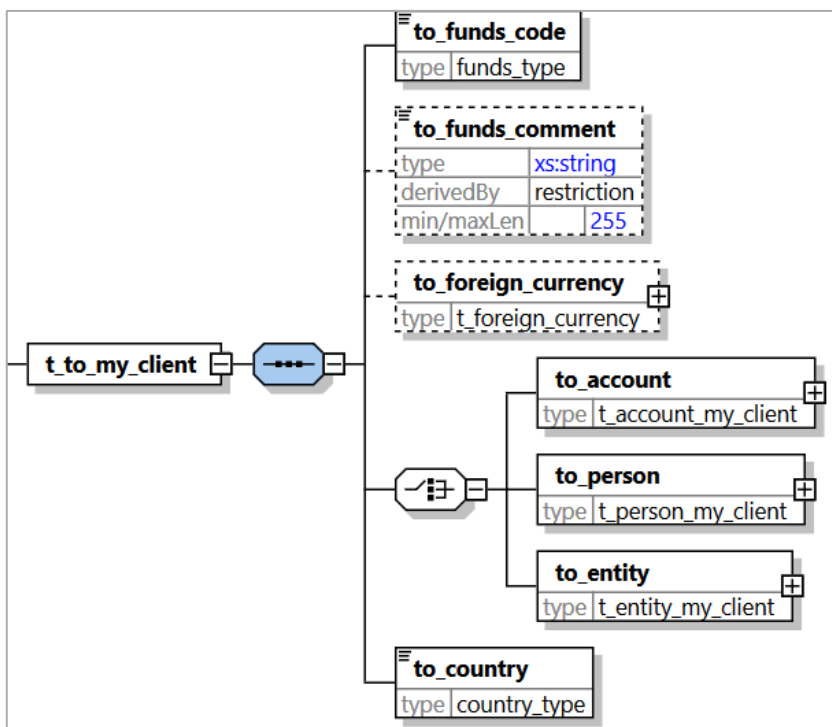 to_funds_code
type funds_type
to_funds_comment
type xs:string
derivedBy restriction
min/maxLen 255
to_foreign_currency
type t_foreign_currency
t_to_my_client
to_account
type t_account_my_client
to_person
type t_person_my_client
to_entity
type t_entity_my_client
to_country
type country_type